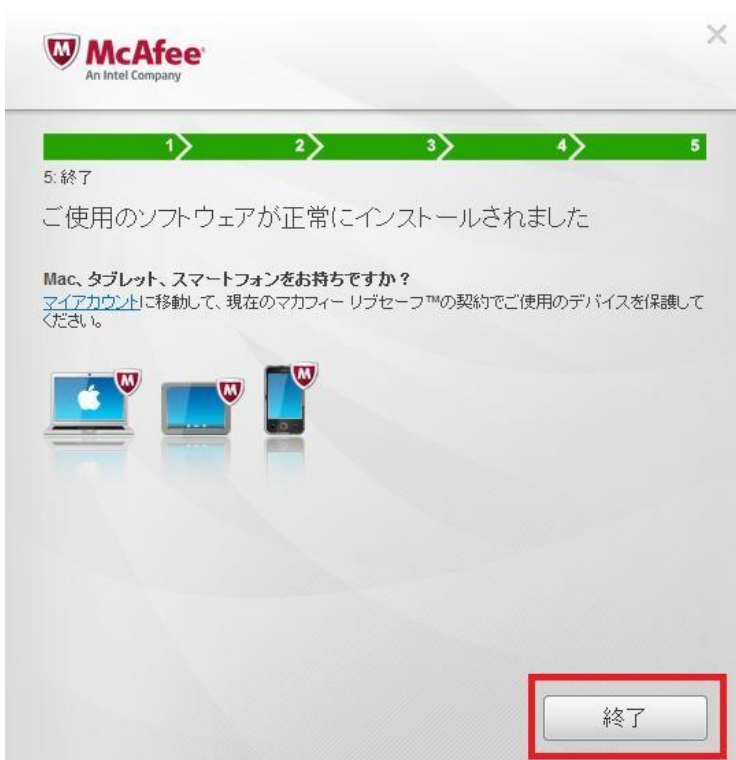 McAfee
An Intel Company
1 2 3 4 5
5: 終了
ご使用のソフトウェアが正常にインストールされました
Mac、タブレット、スマートフォンをお持ちですか？
マイアカウントに移動して、現在のマカフィー リブセーフ™の契約でご使用のデバイスを保護して
ください。
終了